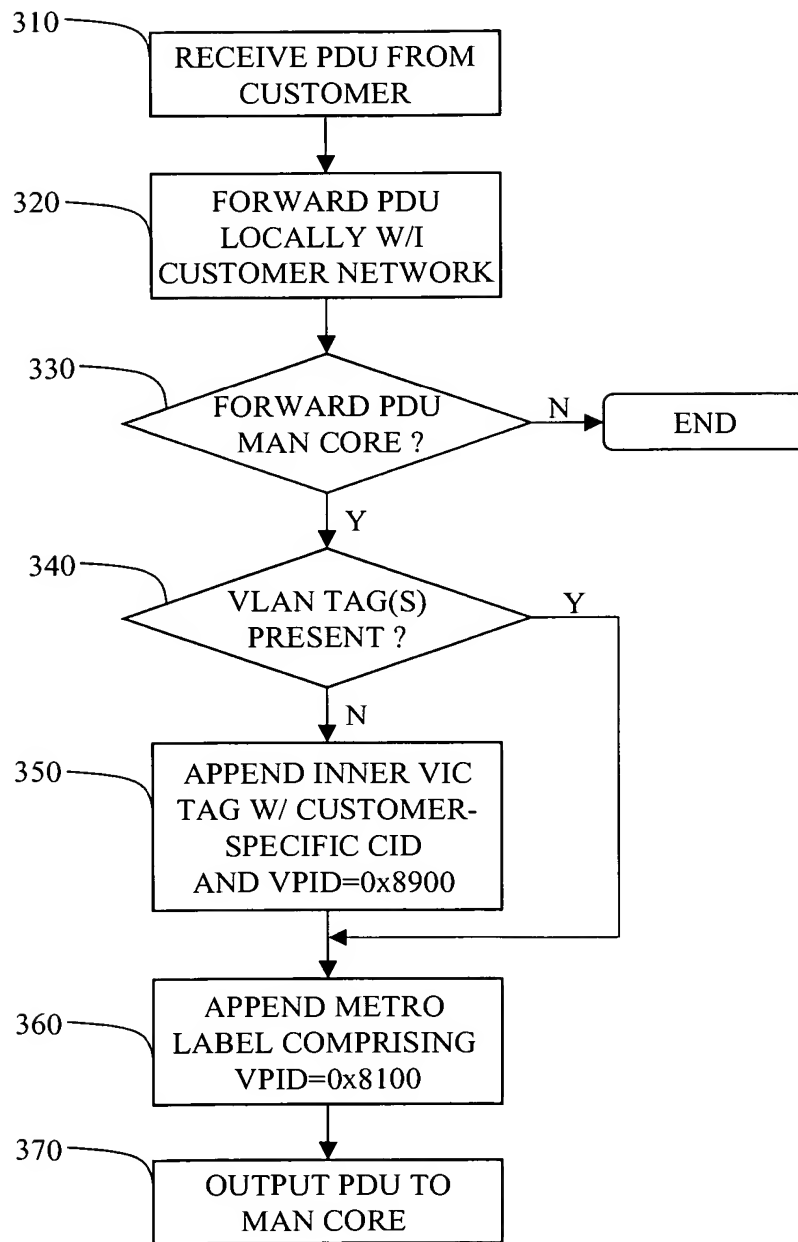 310
RECEIVE PDU FROM
CUSTOMER
320
FORWARD PDU
LOCALLY W/I
CUSTOMER NETWORK
330
FORWARD PDU
MAN CORE ?
N
END
Y
340
VLAN TAG(S)
PRESENT ?
Y
N
350
APPEND INNER VIC
TAG W/ CUSTOMER-
SPECIFIC CID
AND VPID=0x8900
360
APPEND METRO
LABEL COMPRISING
VPID=0x8100
370
OUTPUT PDU TO
MAN CORE